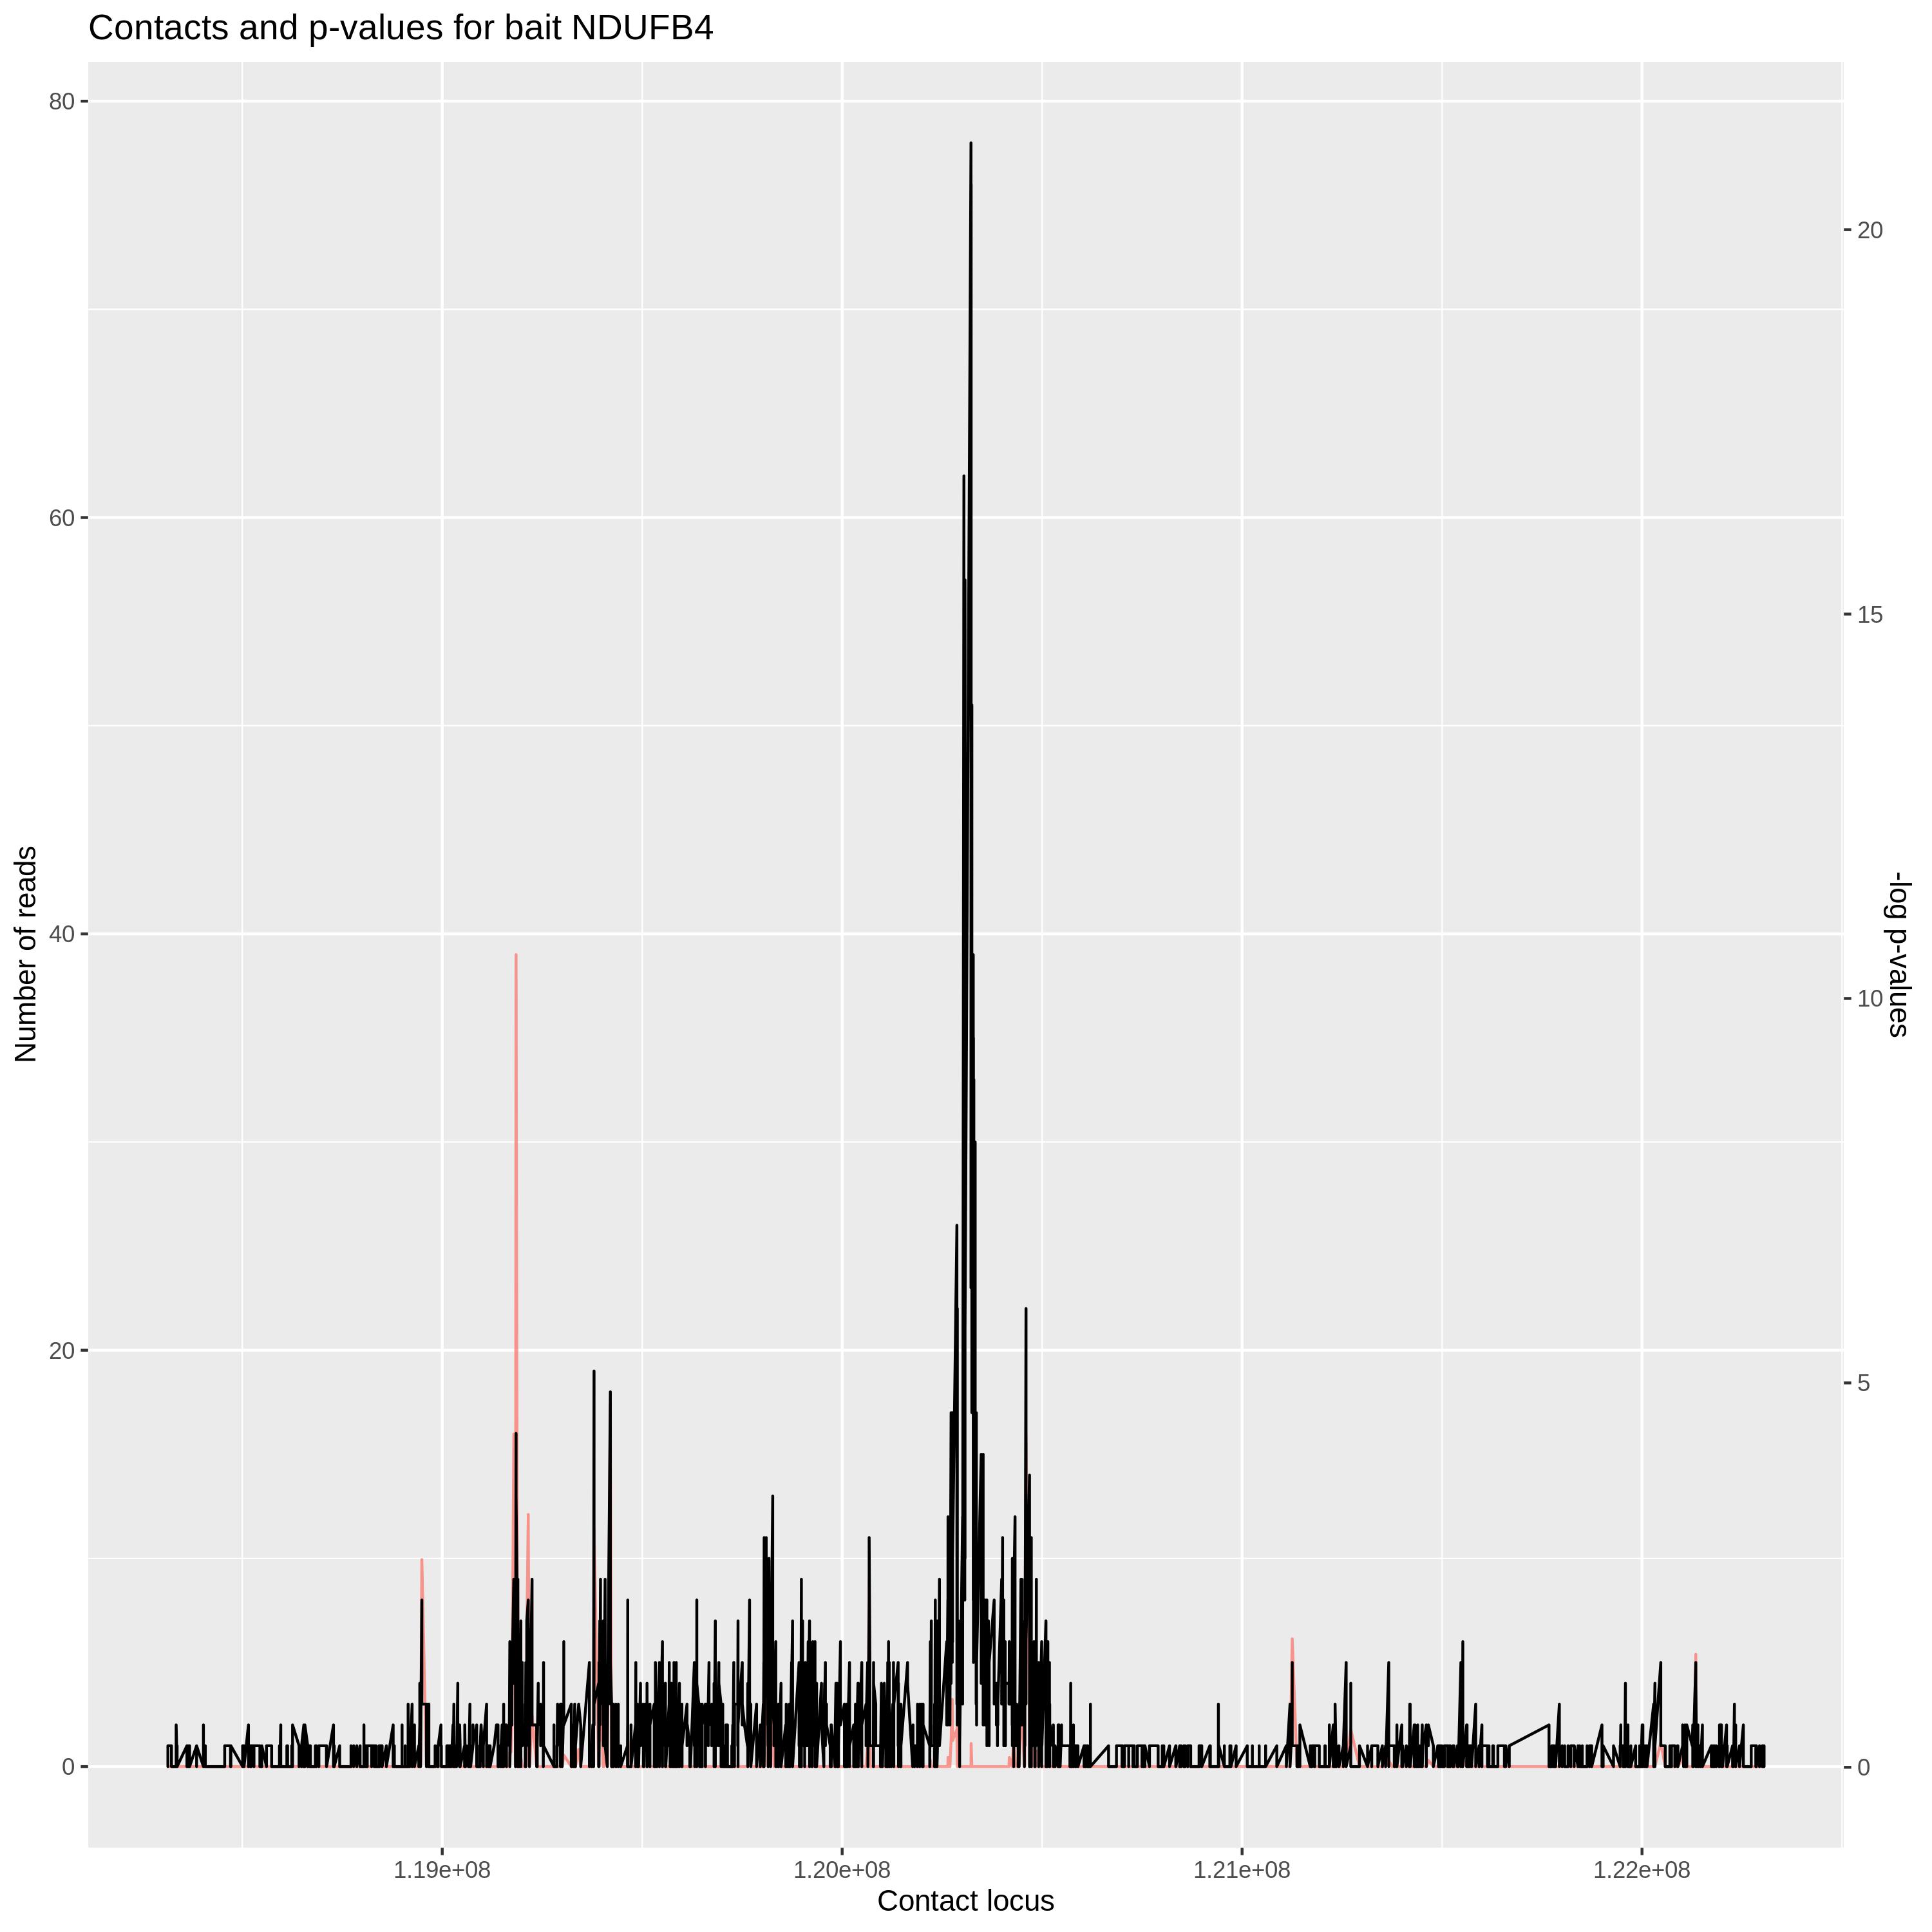 Contacts and p-values for bait NDUFB4
80
60
40
20
0
Number of reads
20
15
10
5
0
-log p-values
1.19e+08
1.20e+08
1.21e+08
1.22e+08
Contact locus